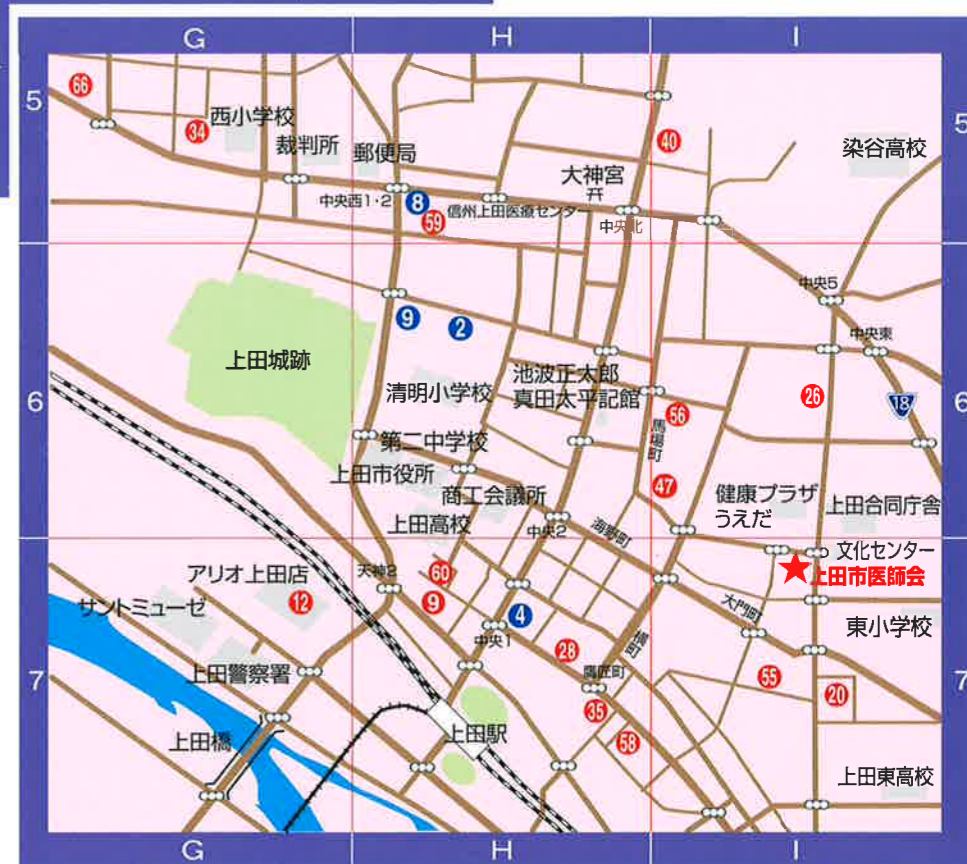 G
H
I
5
5
66
34
西小学校
裁判所
郵便局
中央西1・2
8
59
信州上田医療センター
大神宮
中央北
40
染谷高校
中央5
中央東
18
6
6
上田城跡
9
2
清明小学校
池波正太郎
真田太平記館
56
馬場町
26
第二中学校
上田市役所
商工会議所
上田高校
中央2
海野町
47
健康プラザ
うえだ
上田合同庁舎
文化センター
上田市医師会
7
7
アリオ上田店
12
サントミューゼ
上田警察署
上田橋
天神3
60
9
4
中央1
28
鷹匠町
35
58
横町
大門町
55
20
東小学校
上田東高校
上田駅
G
H
I